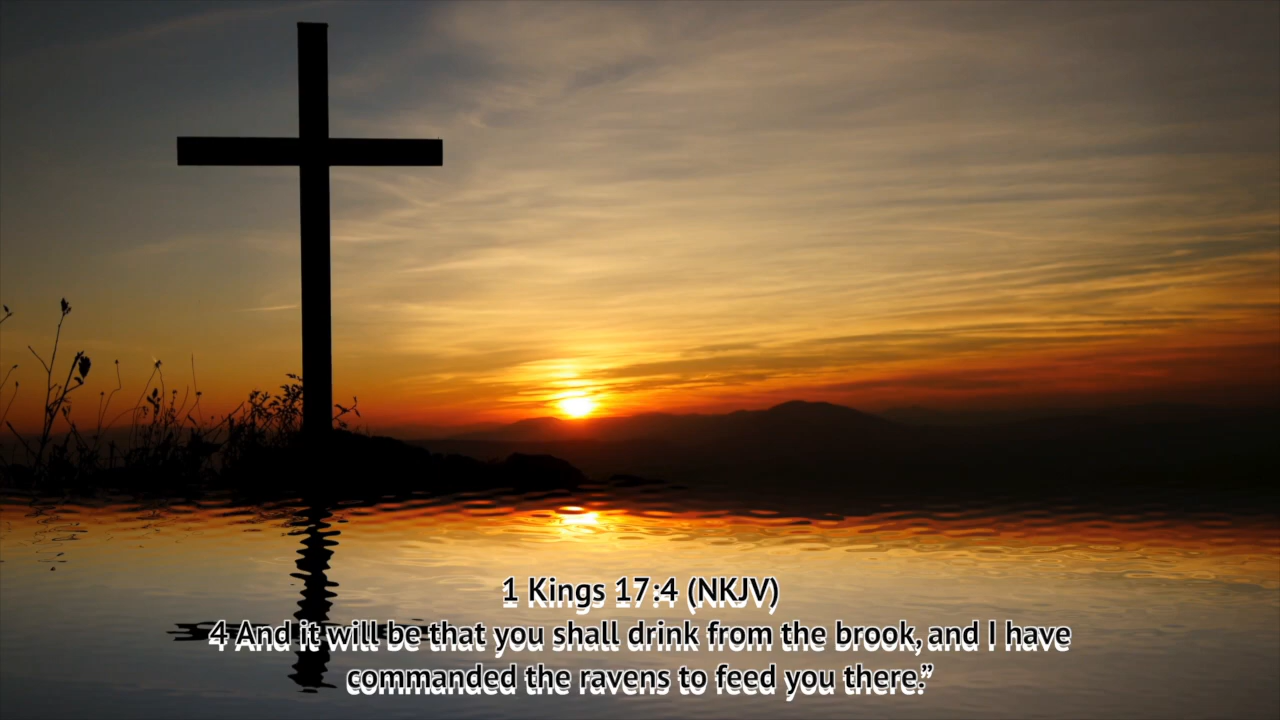 1 Kings 17:4 (NKJV)
4 And it will be that you shall drink from the brook, and I have
commanded the ravens to feed you there.”